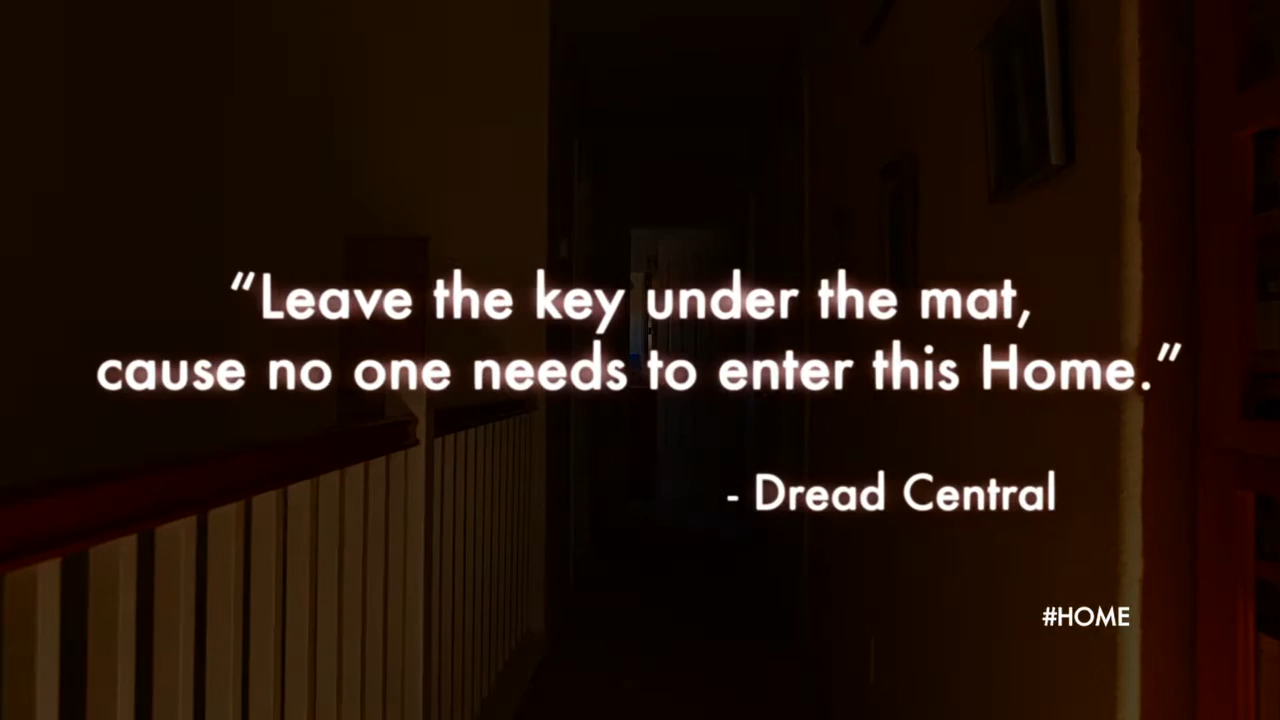 “Leave the key under the mat,
cause no one needs to enter this Home.”
- Dread Central
#HOME